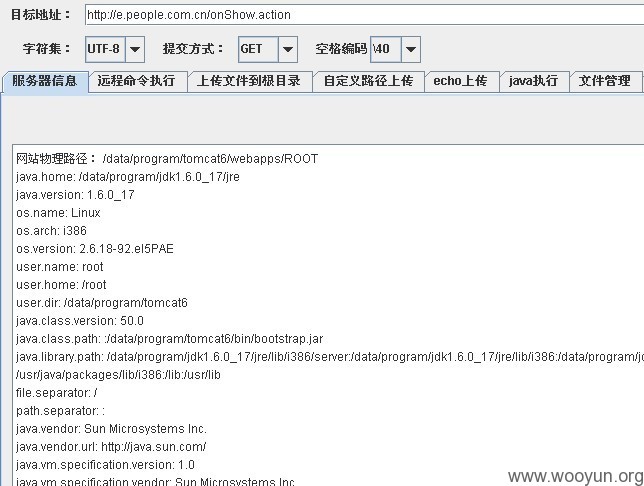 目标地址： http://e.people.com.cn/onShow.action
字符集： UTF-8 提交方式： GET 空格编码 \40
服务器信息 远程命令执行 上传文件到根目录 自定义路径上传 echo上传 java执行 文件管理
网站物理路径： /data/program/tomcat6/webapps/ROOT
java.home: /data/program/jdk1.6.0_17/jre
java.version: 1.6.0_17
os.name: Linux
os.arch: i386
os.version: 2.6.18-92.el5PAE
user.name: root
user.home: /root
user.dir: /data/program/tomcat6
java.class.version: 50.0
java.class.path: :/data/program/tomcat6/bin/bootstrap.jar
java.library.path: /data/program/jdk1.6.0_17/jre/lib/i386/server:/data/program/jdk1.6.0_17/jre/lib/i386:/data/program/jd
/usr/java/packages/lib/i386:/lib:/usr/lib
file.separator: /
path.separator: :
java.vendor: Sun Microsystems Inc.
java.vendor.url: http://java.sun.com/
java.vm.specification.version: 1.0
java.vm.specification.vendor: Sun Microsystems Inc
www.wooyun.org